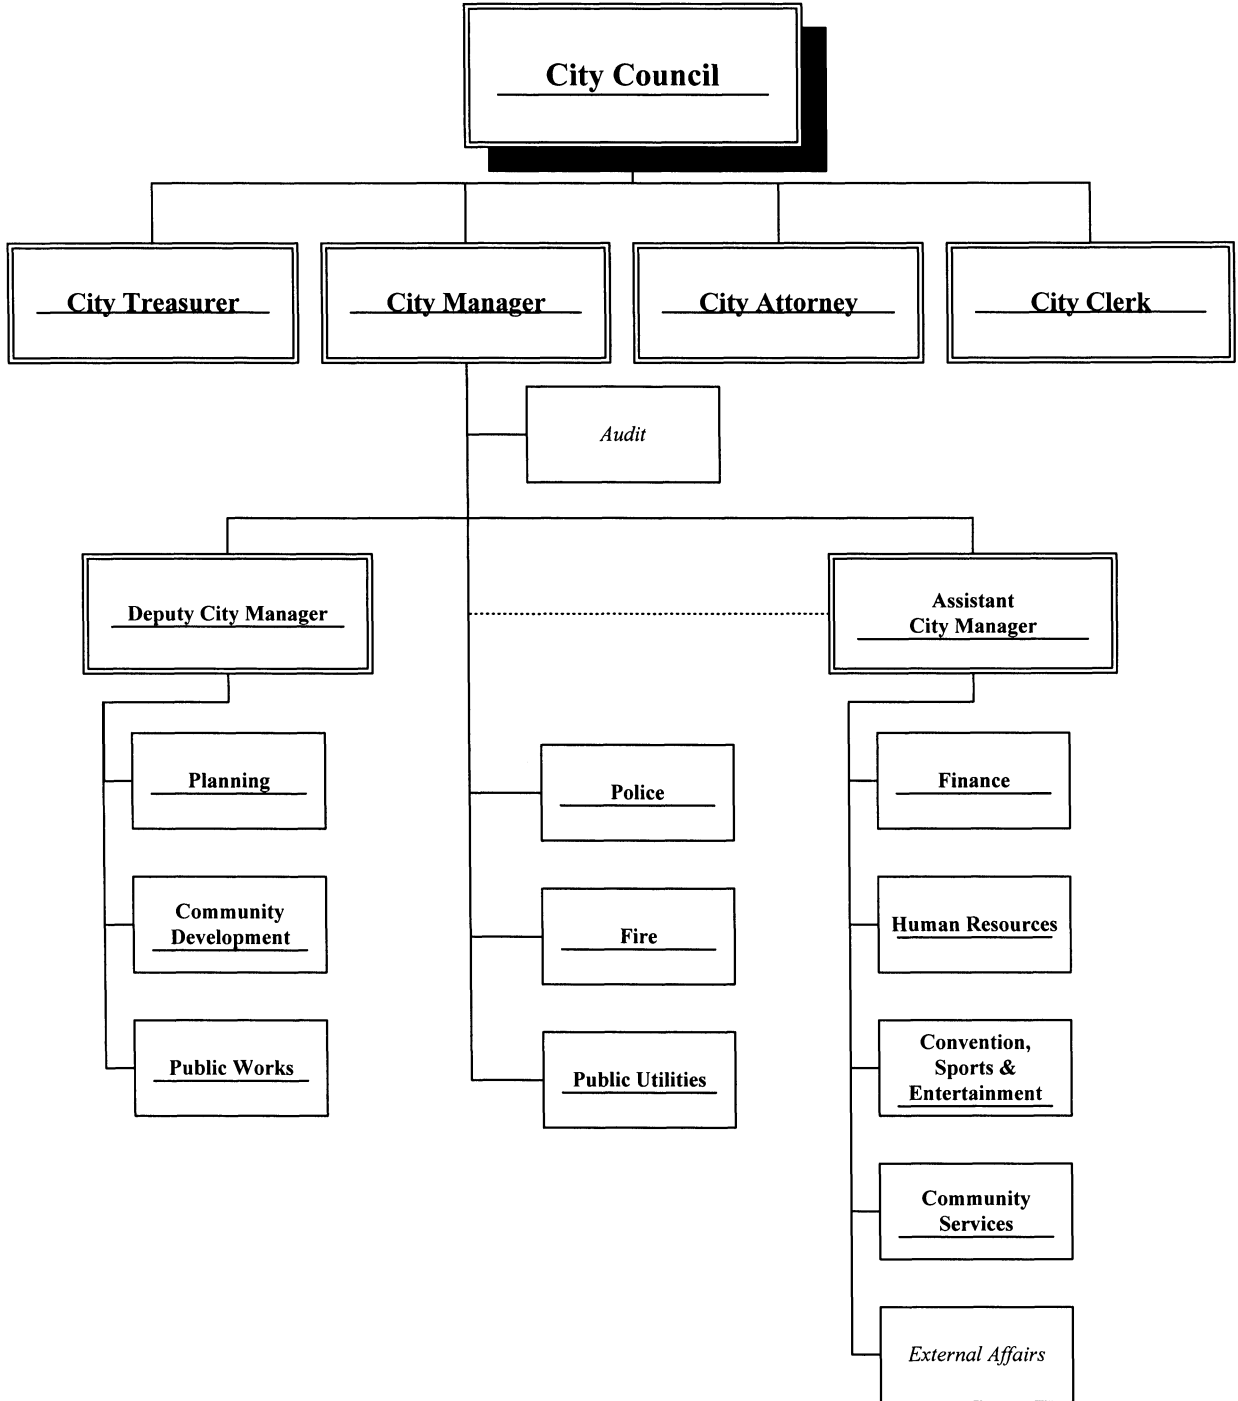 City Council
City Treasurer
City Manager
City Attorney
City Clerk
Audit
Deputy City Manager
Assistant
City Manager
Planning
Community
Development
Public Works
Police
Fire
Public Utilities
Finance
Human Resources
Convention,
Sports &
Entertainment
Community
Services
External Affairs